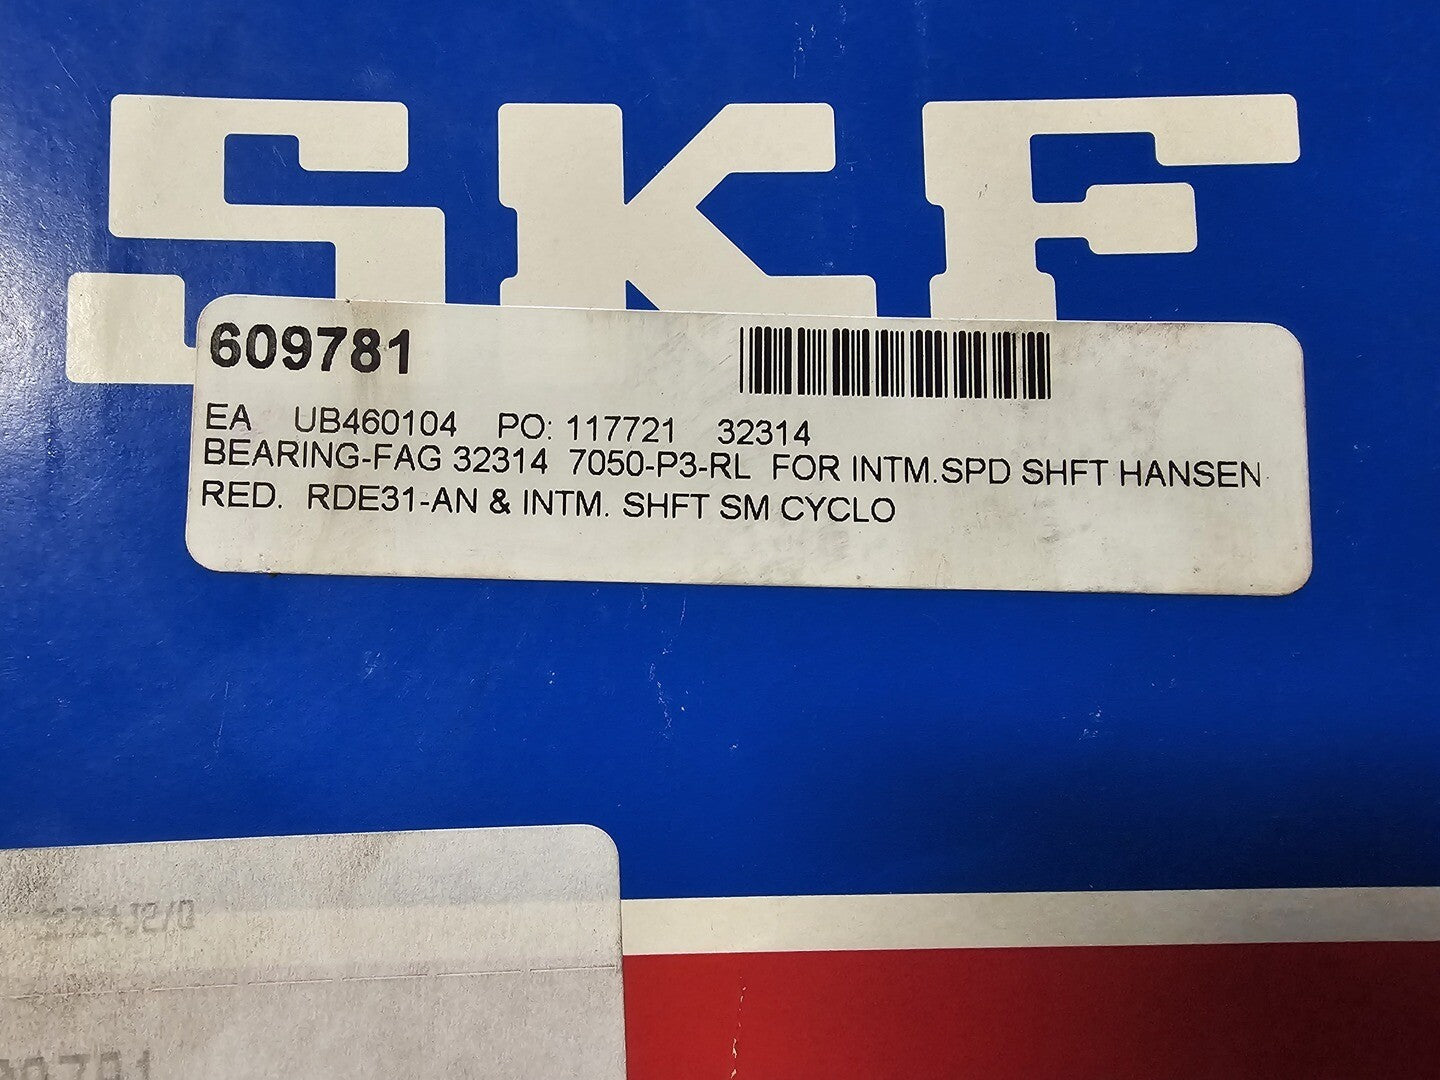 SKF
609781
EA UB460104 PO: 117721 32314
BEARING-FAG 32314 7050-P3-RL FOR INTM.SPD SHFT HANSEN
RED. RDE31-AN & INTM. SHFT SM CYCLO
32314J2/Q